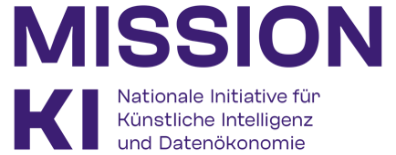 MISSION
KI
Nationale Initiative für
Künstliche Intelligenz
und Datenökonomie